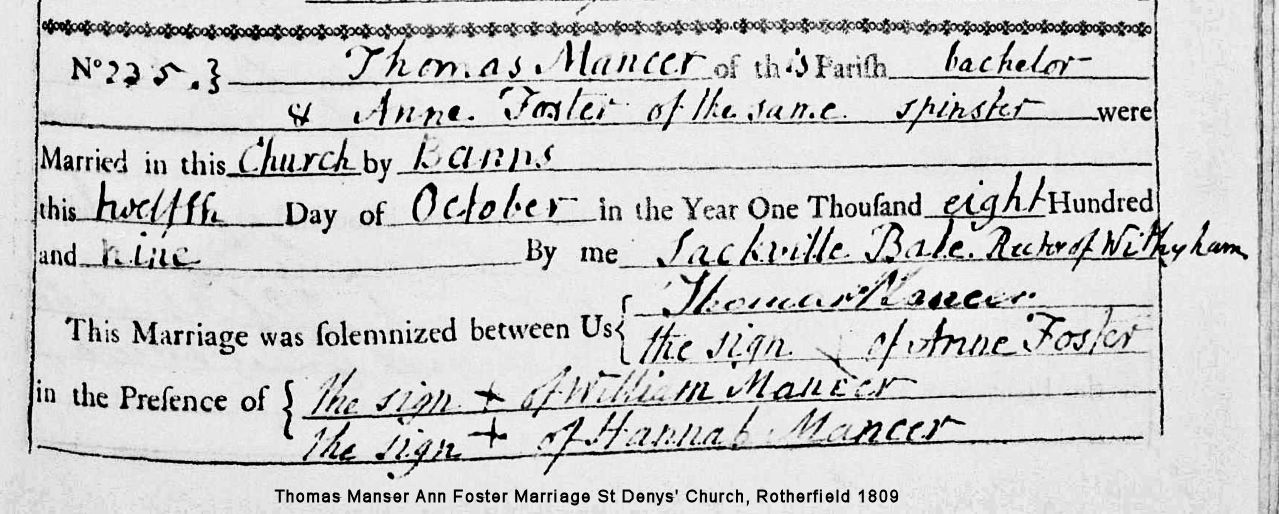 Nº 235. } Thomas Mancer of this Pariſh bachelor
& Anne Foster of the same spinster were
Married in this Church by Banns
this twelfth Day of October in the Year One Thouſand eight Hundred
and nine By me Sackville Bale. Rector of Withyham
This Marriage was ſolemnized between Us { Thomas Mancer
the sign of Anne Foster
in the Preſence of { the sign + of William Mancer
the sign + of Hannah Mancer
Thomas Manser Ann Foster Marriage St Denys' Church, Rotherfield 1809